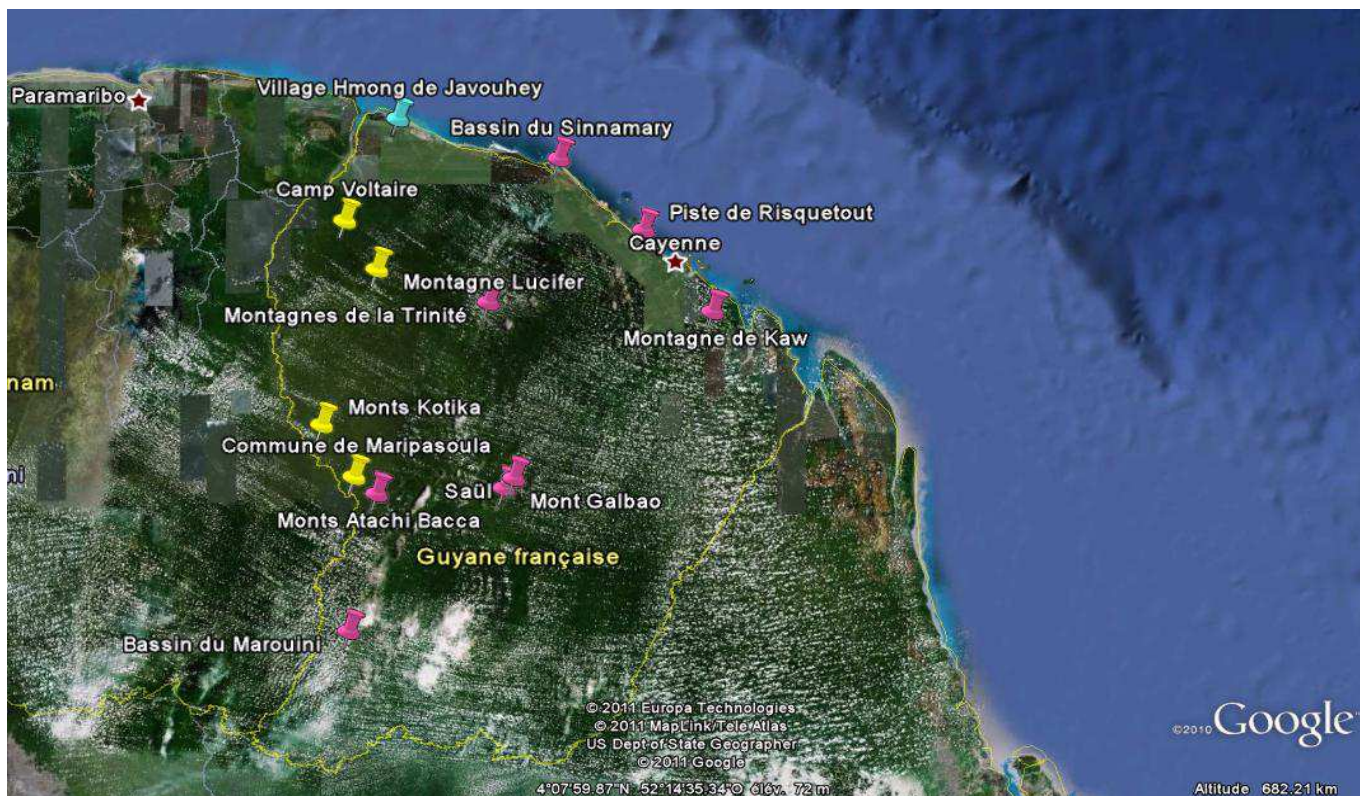 Paramaribo
Village Hmong de Javouhey
Bassin du Sinnamary
Camp Voltaire
Piste de Risquetout
Cayenne
Montagne Lucifer
Montagnes de la Trinité
Montagne de Kaw
nam
Monts Kotika
Commune de Maripasoula
ni
Saül
Mont Galbao
Monts Atachi Bacca
Guyane française
Bassin du Marouini
© 2011 Europa Technologies
© 2011 MapLink/Tele Atlas
US Dept of State Geographer
© 2011 Google
©2010 Google™
4°07'59.87"N 52°14'35.34"O élév. 72 m
Altitude 682.21 km